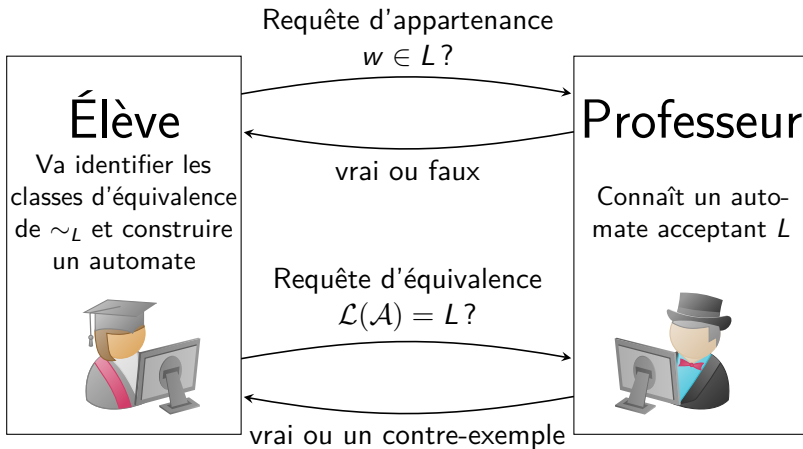 Requête d'appartenance
w ∈ L ?
Élève
Va identifier les
classes d'équivalence
de ∼L et construire
un automate
vrai ou faux
Professeur
Connaît un auto-
mate acceptant L
Requête d'équivalence
ℒ(𝒜) = L ?
vrai ou un contre-exemple